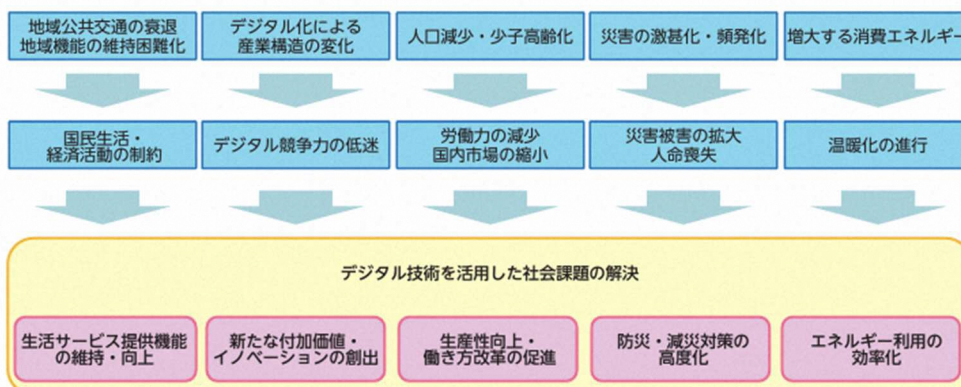 地域公共交通の衰退
地域機能の維持困難化
デジタル化による
産業構造の変化
人口減少・少子高齢化
災害の激甚化・頻発化
増大する消費エネルギー
国民生活・
経済活動の制約
デジタル競争力の低迷
労働力の減少
国内市場の縮小
災害被害の拡大
人命喪失
温暖化の進行
デジタル技術を活用した社会課題の解決
生活サービス提供機能
の維持・向上
新たな付加価値・
イノベーションの創出
生産性向上・
働き方改革の促進
防災・減災対策の
高度化
エネルギー利用の
効率化